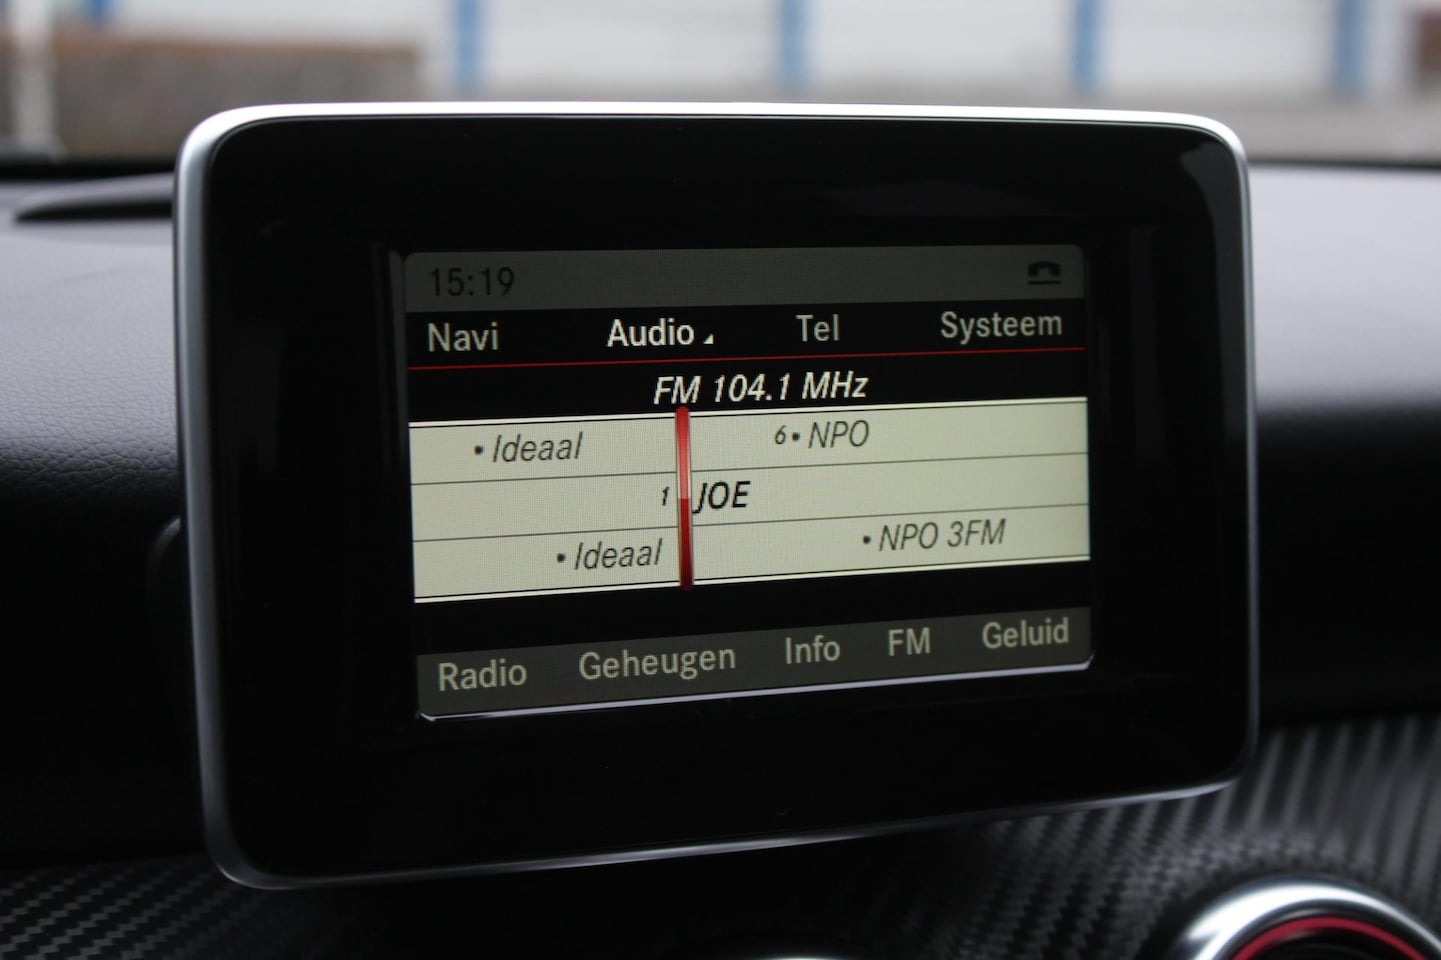 15:19
Navi Audio Tel Systeem
FM 104.1 MHz
• Ideaal 6 • NPO
1 JOE
• Ideaal • NPO 3FM
Radio Geheugen Info FM Geluid